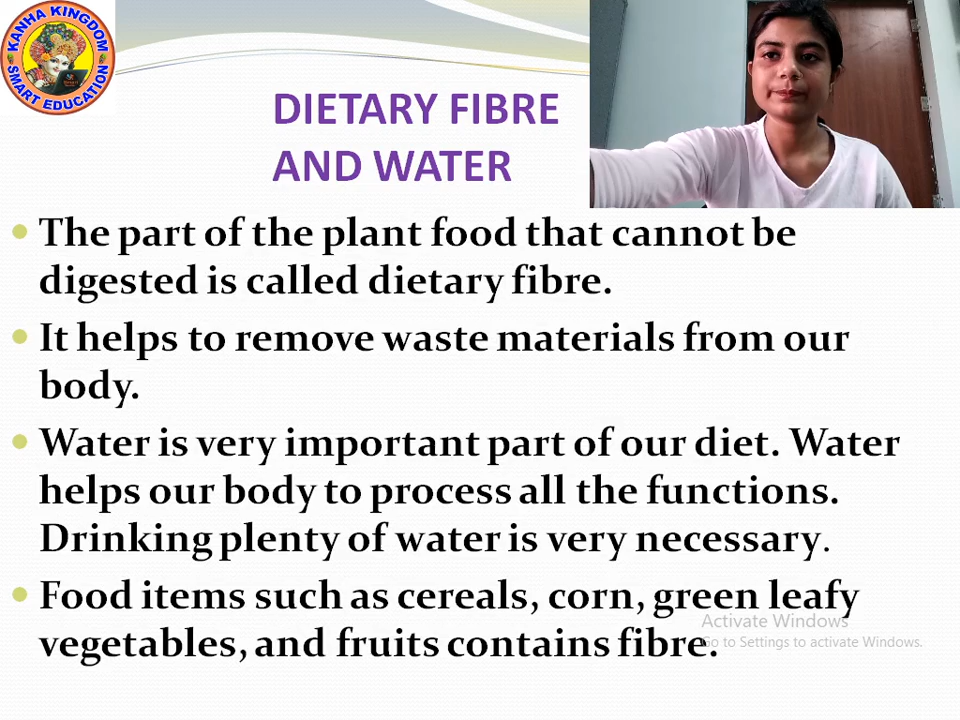 KANHA KINGDOM
SMART EDUCATION
DIETARY FIBRE
AND WATER
The part of the plant food that cannot be
digested is called dietary fibre.
It helps to remove waste materials from our
body.
Water is very important part of our diet. Water
helps our body to process all the functions.
Drinking plenty of water is very necessary.
Food items such as cereals, corn, green leafy
vegetables, and fruits contains fibre.
Activate Windows
Go to Settings to activate Windows.